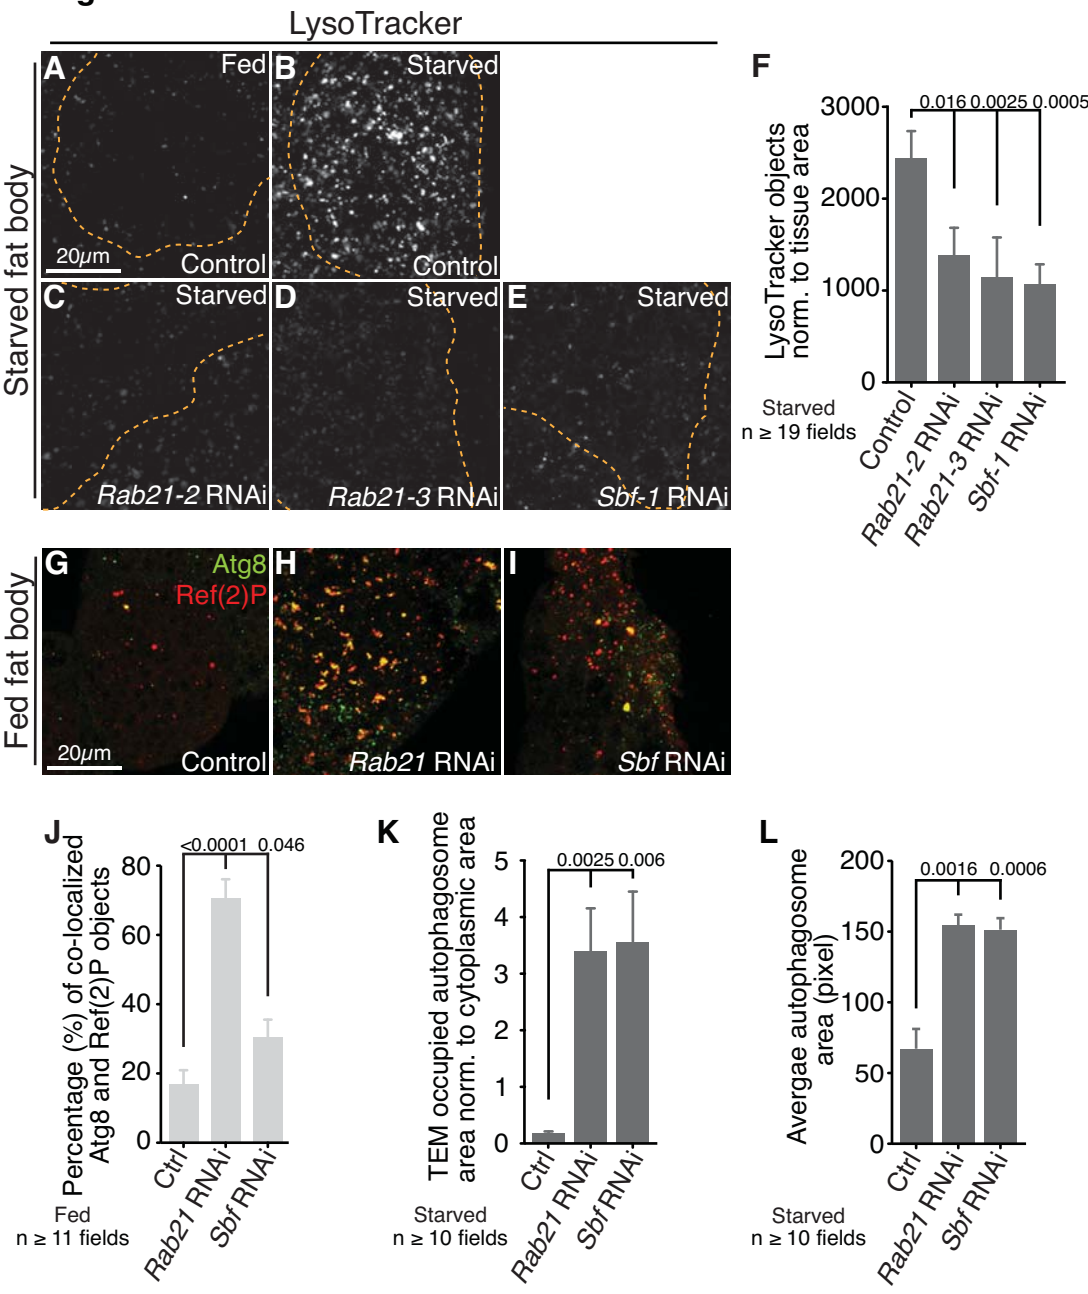 LysoTracker
Starved fat body
A
Fed
20µm
Control
B
Starved
Control
C
Starved
Rab21-2 RNAi
D
Starved
Rab21-3 RNAi
E
Starved
Sbf-1 RNAi
F
LysoTracker objects
norm. to tissue area
3000
2000
1000
0
0.016 0.0025 0.0005
Starved
n ≥ 19 fields
Control
Rab21-2 RNAi
Rab21-3 RNAi
Sbf-1 RNAi
Fed fat body
G
Atg8
Ref(2)P
20µm
Control
H
Rab21 RNAi
I
Sbf RNAi
J
Percentage (%) of co-localized
Atg8 and Ref(2)P objects
80
60
40
20
0
<0.0001 0.046
Ctrl
Rab21 RNAi
Sbf RNAi
Fed
n ≥ 11 fields
K
TEM occupied autophagosome
area norm. to cytoplasmic area
5
4
3
2
1
0
0.0025 0.006
Ctrl
Rab21 RNAi
Sbf RNAi
Starved
n ≥ 10 fields
L
Avergae autophagosome
area (pixel)
200
150
100
50
0
0.0016 0.0006
Ctrl
Rab21 RNAi
Sbf RNAi
Starved
n ≥ 10 fields